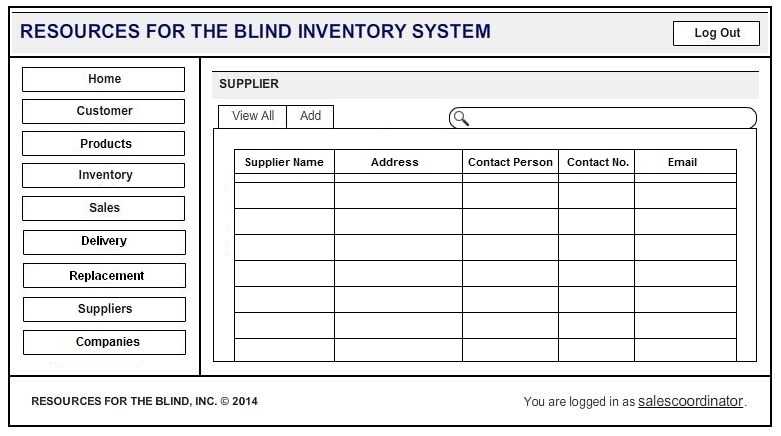 RESOURCES FOR THE BLIND INVENTORY SYSTEM
Log Out
Home
Customer
Products
Inventory
Sales
Delivery
Replacement
Suppliers
Companies
SUPPLIER
View All
Add
Supplier Name
Address
Contact Person
Contact No.
Email
RESOURCES FOR THE BLIND, INC. © 2014
You are logged in as salescoordinator.